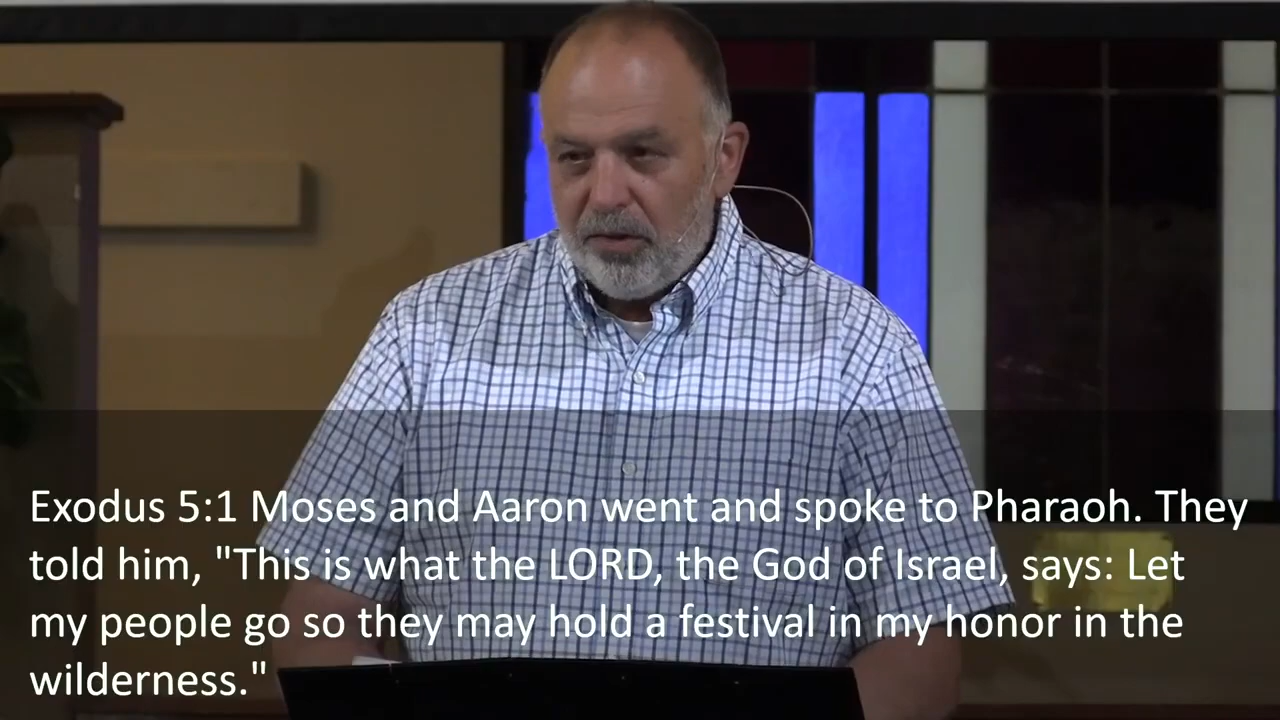 Exodus 5:1 Moses and Aaron went and spoke to Pharaoh. They
told him, "This is what the LORD, the God of Israel, says: Let
my people go so they may hold a festival in my honor in the
wilderness."